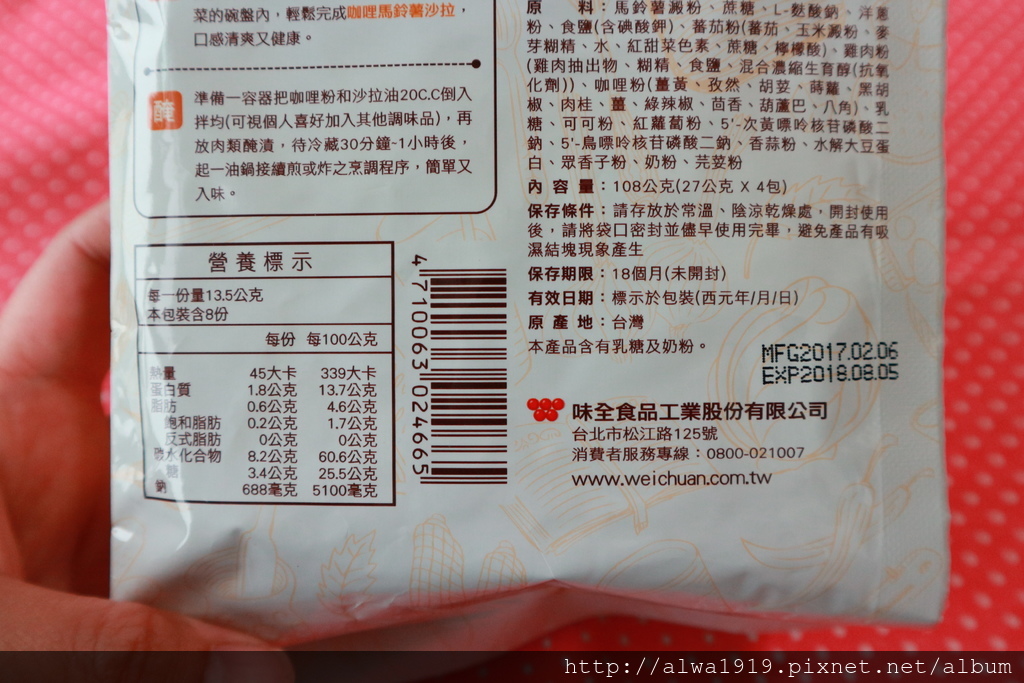 菜的碗盤內，輕鬆完成咖哩馬鈴薯沙拉，
口感清爽又健康。
醃
準備一容器把咖哩粉和沙拉油20C.C倒入
拌均(可視個人喜好加入其他調味品)，再
放肉類醃漬，待冷藏30分鐘~1小時後，
起一油鍋接續煎或炸之烹調程序，簡單又
入味。
營養標示
每一份量13.5公克
本包裝含8份
每份 每100公克
熱量 45大卡 339大卡
蛋白質 1.8公克 13.7公克
脂肪 0.6公克 4.6公克
飽和脂肪 0.2公克 1.7公克
反式脂肪 0公克 0公克
碳水化合物 8.2公克 60.6公克
糖 3.4公克 25.5公克
鈉 688毫克 5100毫克
4 710063 024665
原 料：馬鈴薯澱粉、蔗糖、L-麩酸鈉、洋蔥
粉、食鹽(含碘酸鉀)、蕃茄粉(蕃茄、玉米澱粉、麥
芽糊精、水、紅甜菜色素、蔗糖、檸檬酸)、雞肉粉
(雞肉抽出物、糊精、食鹽、混合濃縮生育醇(抗氧
化劑))、咖哩粉(薑黃、孜然、胡荽、蒔蘿、黑胡
椒、肉桂、薑、綠辣椒、茴香、葫蘆巴、八角)、乳
糖、可可粉、紅蘿蔔粉、5'-次黃嘌呤核苷磷酸二
鈉、5'-鳥嘌呤核苷磷酸二鈉、香蒜粉、水解大豆蛋
白、眾香子粉、奶粉、芫荽粉
內 容 量：108公克(27公克 X 4包)
保存條件：請存放於常溫、陰涼乾燥處，開封使用
後，請將袋口密封並儘早使用完畢，避免產品有吸
濕結塊現象產生
保存期限：18個月(未開封)
有效日期：標示於包裝(西元年/月/日)
原 產 地：台灣
本產品含有乳糖及奶粉。
MFG2017.02.06
EXP2018.08.05
味全食品工業股份有限公司
台北市松江路125號
消費者服務專線：0800-021007
www.weichuan.com.tw
http://alwa1919.pixnet.net/album